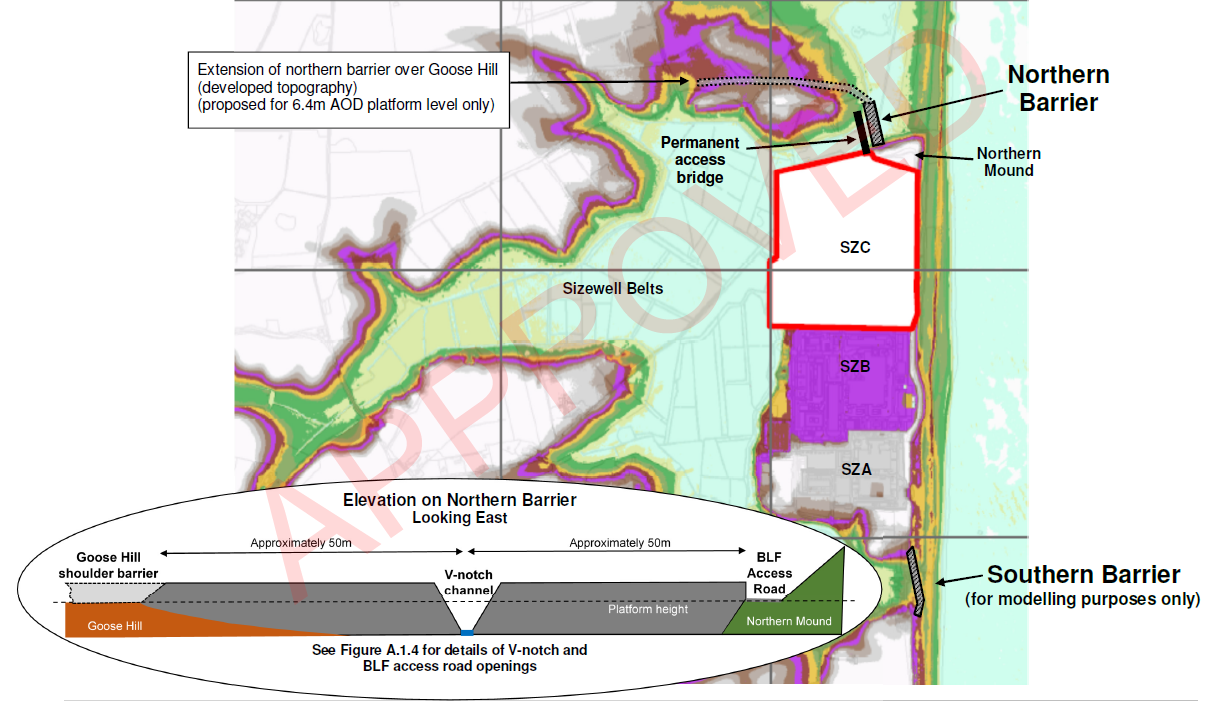 Extension of northern barrier over Goose Hill
(developed topography)
(proposed for 6.4m AOD platform level only)
Northern
Barrier
Permanent
access
bridge
Northern
Mound
SZC
Sizewell Belts
SZB
SZA
APPROVED
Elevation on Northern Barrier
Looking East
Approximately 50m
Approximately 50m
Goose Hill
shoulder barrier
V-notch
channel
BLF
Access
Road
Platform height
Goose Hill
Northern Mound
See Figure A.1.4 for details of V-notch and
BLF access road openings
Southern Barrier
(for modelling purposes only)